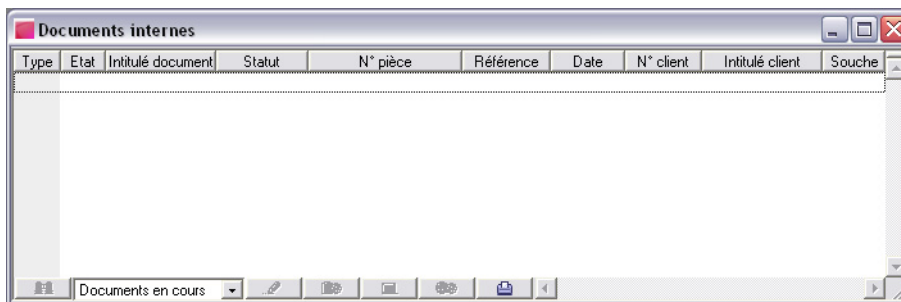 Documents internes
Type Etat Intitulé document Statut N° pièce Référence Date N° client Intitulé client Souche
Documents en cours